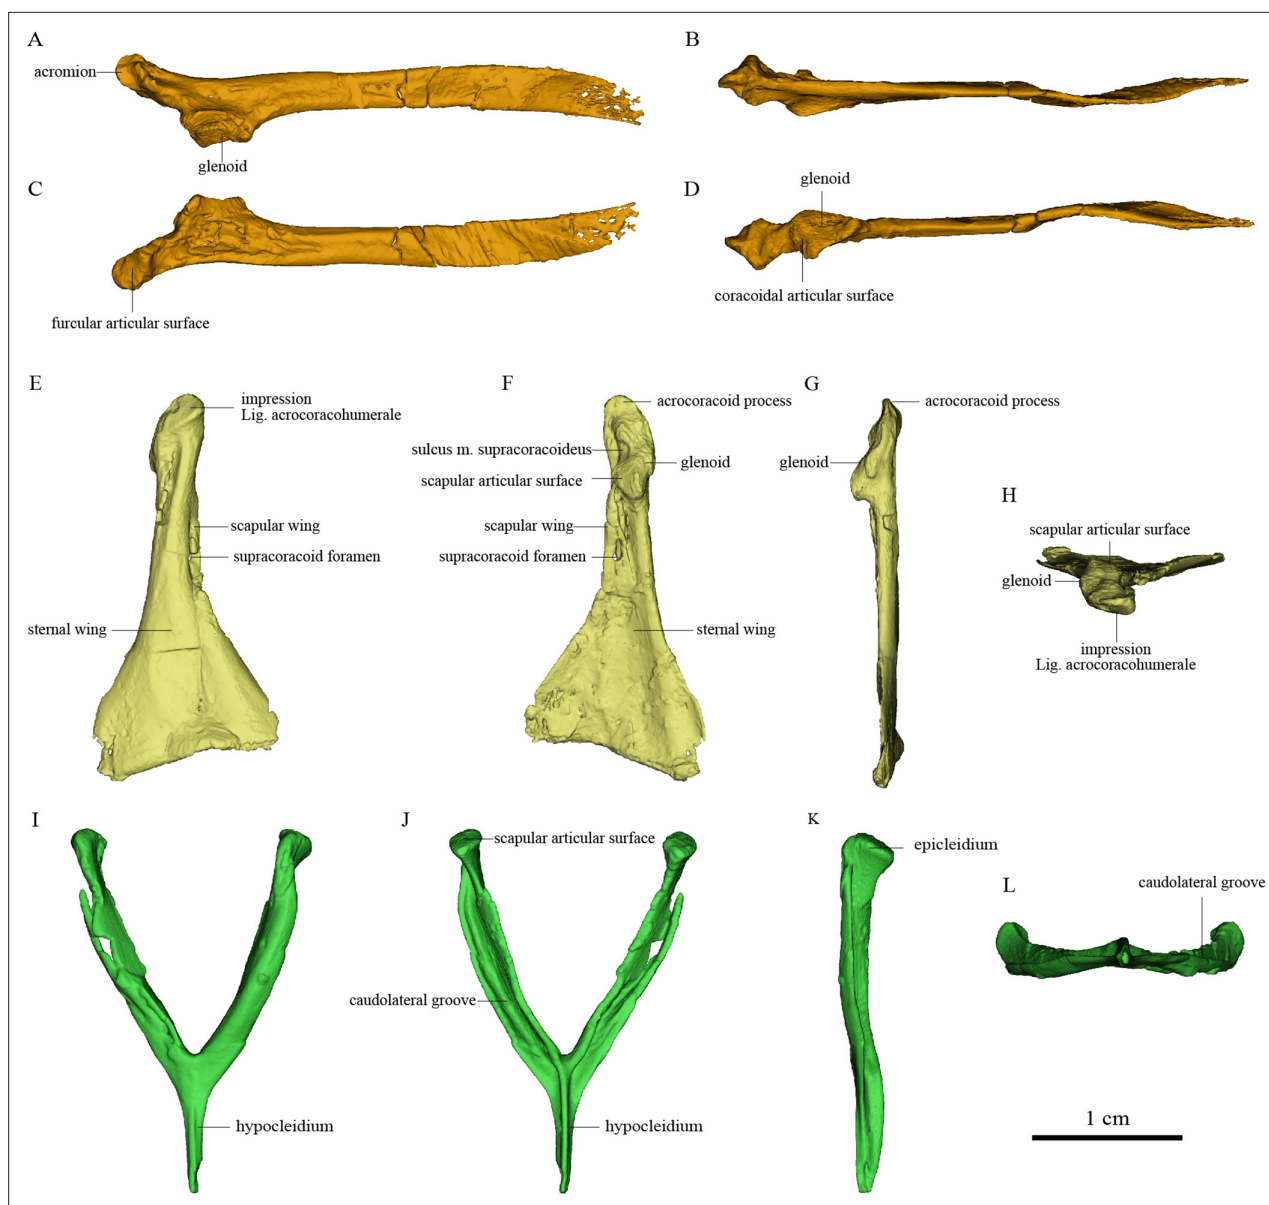 A
B
acromion
glenoid
C
D
glenoid
coracoidal articular surface
furcular articular surface
E
F
G
impression
Lig. acrocoracohumerale
acrocoracoid process
acrocoracoid process
sulcus m. supracoracoideus
glenoid
glenoid
scapular articular surface
H
scapular wing
scapular wing
scapular articular surface
supracoracoid foramen
supracoracoid foramen
glenoid
sternal wing
sternal wing
impression
Lig. acrocoracohumerale
I
J
K
scapular articular surface
epicleidium
L
caudolateral groove
caudolateral groove
hypocleidium
hypocleidium
1 cm